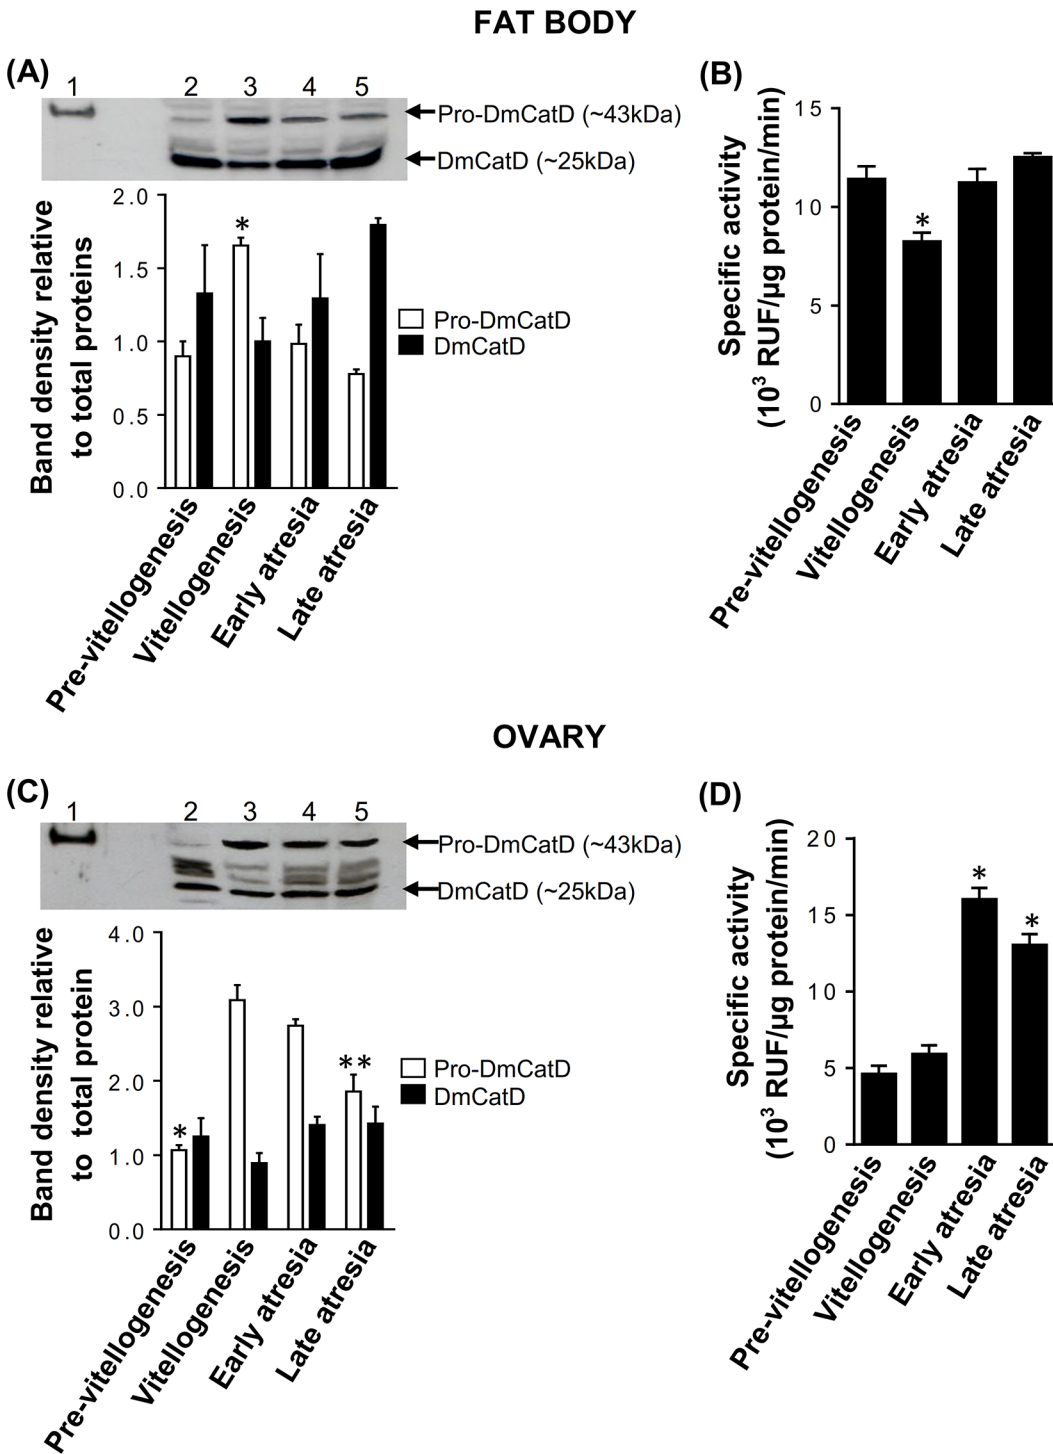 FAT BODY
(A)
1 2 3 4 5
Pro-DmCatD (~43kDa)
DmCatD (~25kDa)
Band density relative
to total proteins
2.0
1.5
1.0
0.5
0.0
*
Pro-DmCatD
DmCatD
Pre-vitellogenesis
Vitellogenesis
Early atresia
Late atresia
(B)
Specific activity
(10³ RUF/µg protein/min)
15
10
5
0
*
Pre-vitellogenesis
Vitellogenesis
Early atresia
Late atresia
OVARY
(C)
1 2 3 4 5
Pro-DmCatD (~43kDa)
DmCatD (~25kDa)
Band density relative
to total protein
4.0
3.0
2.0
1.0
0.0
*
**
Pro-DmCatD
DmCatD
Pre-vitellogenesis
Vitellogenesis
Early atresia
Late atresia
(D)
Specific activity
(10³ RUF/µg protein/min)
20
15
10
5
0
*
*
Pre-vitellogenesis
Vitellogenesis
Early atresia
Late atresia